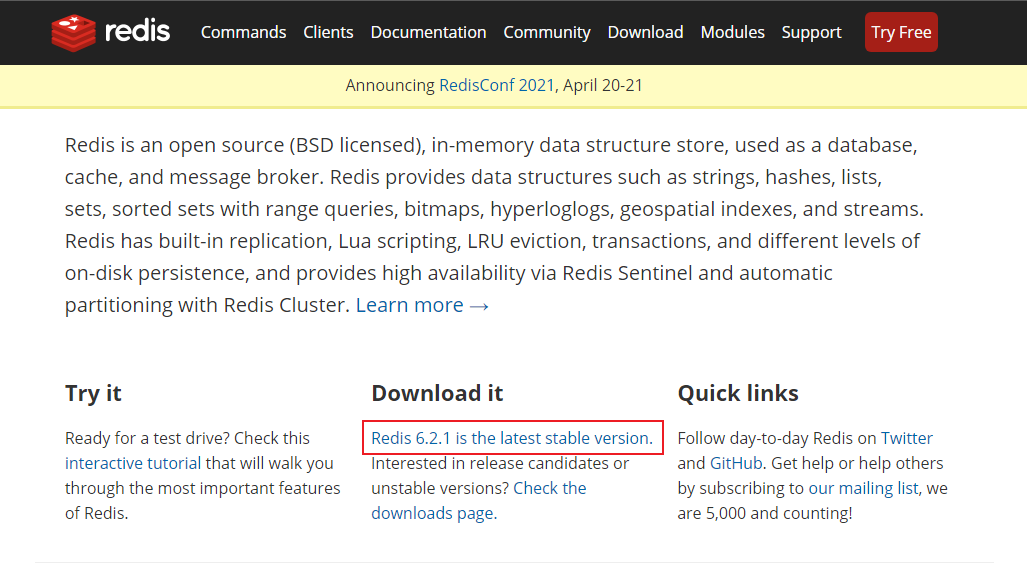 redis Commands Clients Documentation Community Download Modules Support Try Free
Announcing RedisConf 2021, April 20-21
Redis is an open source (BSD licensed), in-memory data structure store, used as a database,
cache, and message broker. Redis provides data structures such as strings, hashes, lists,
sets, sorted sets with range queries, bitmaps, hyperloglogs, geospatial indexes, and streams.
Redis has built-in replication, Lua scripting, LRU eviction, transactions, and different levels of
on-disk persistence, and provides high availability via Redis Sentinel and automatic
partitioning with Redis Cluster. Learn more →
Try it
Ready for a test drive? Check this
interactive tutorial that will walk you
through the most important features
of Redis.
Download it
Redis 6.2.1 is the latest stable version.
Interested in release candidates or
unstable versions? Check the
downloads page.
Quick links
Follow day-to-day Redis on Twitter
and GitHub. Get help or help others
by subscribing to our mailing list, we
are 5,000 and counting!